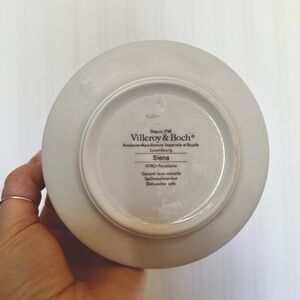 Depuis 1748
Villeroy & Boch®
Ancienne Manufacture Impériale et Royale
Luxembourg
Siena
VITRO-Porcelaine
Garanti Lave-vaisselle
Spülmaschinenfest
Dishwasher safe